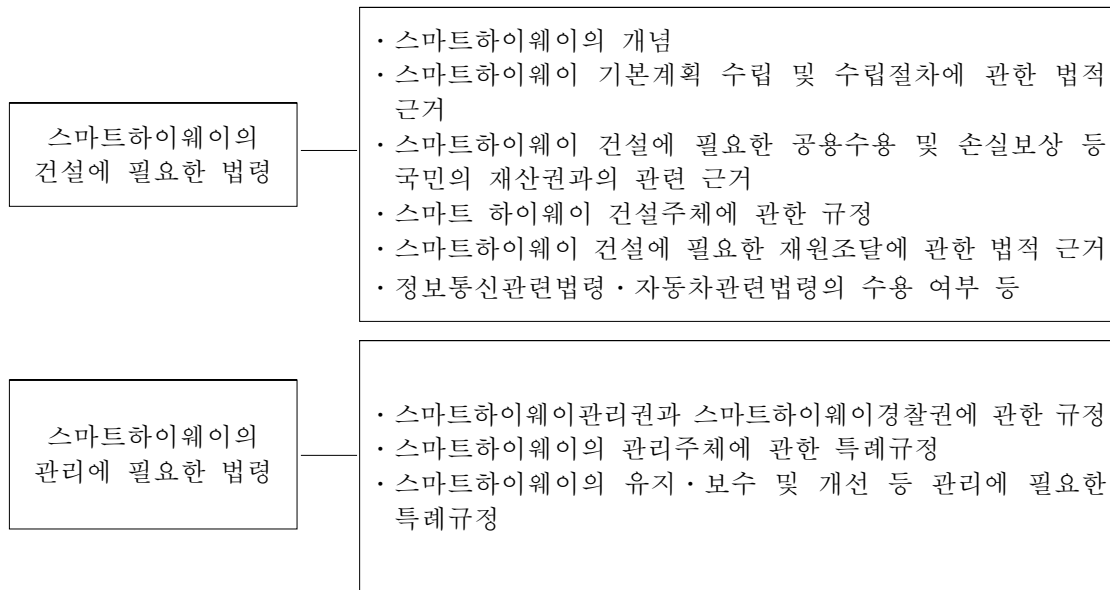 스마트하이웨이의
건설에 필요한 법령
· 스마트하이웨이의 개념
· 스마트하이웨이 기본계획 수립 및 수립절차에 관한 법적
근거
· 스마트하이웨이 건설에 필요한 공용수용 및 손실보상 등
국민의 재산권과의 관련 근거
· 스마트 하이웨이 건설주체에 관한 규정
· 스마트하이웨이 건설에 필요한 재원조달에 관한 법적 근거
· 정보통신관련법령 · 자동차관련법령의 수용 여부 등
스마트하이웨이의
관리에 필요한 법령
· 스마트하이웨이관리권과 스마트하이웨이경찰권에 관한 규정
· 스마트하이웨이의 관리주체에 관한 특례규정
· 스마트하이웨이의 유지 · 보수 및 개선 등 관리에 필요한
특례규정